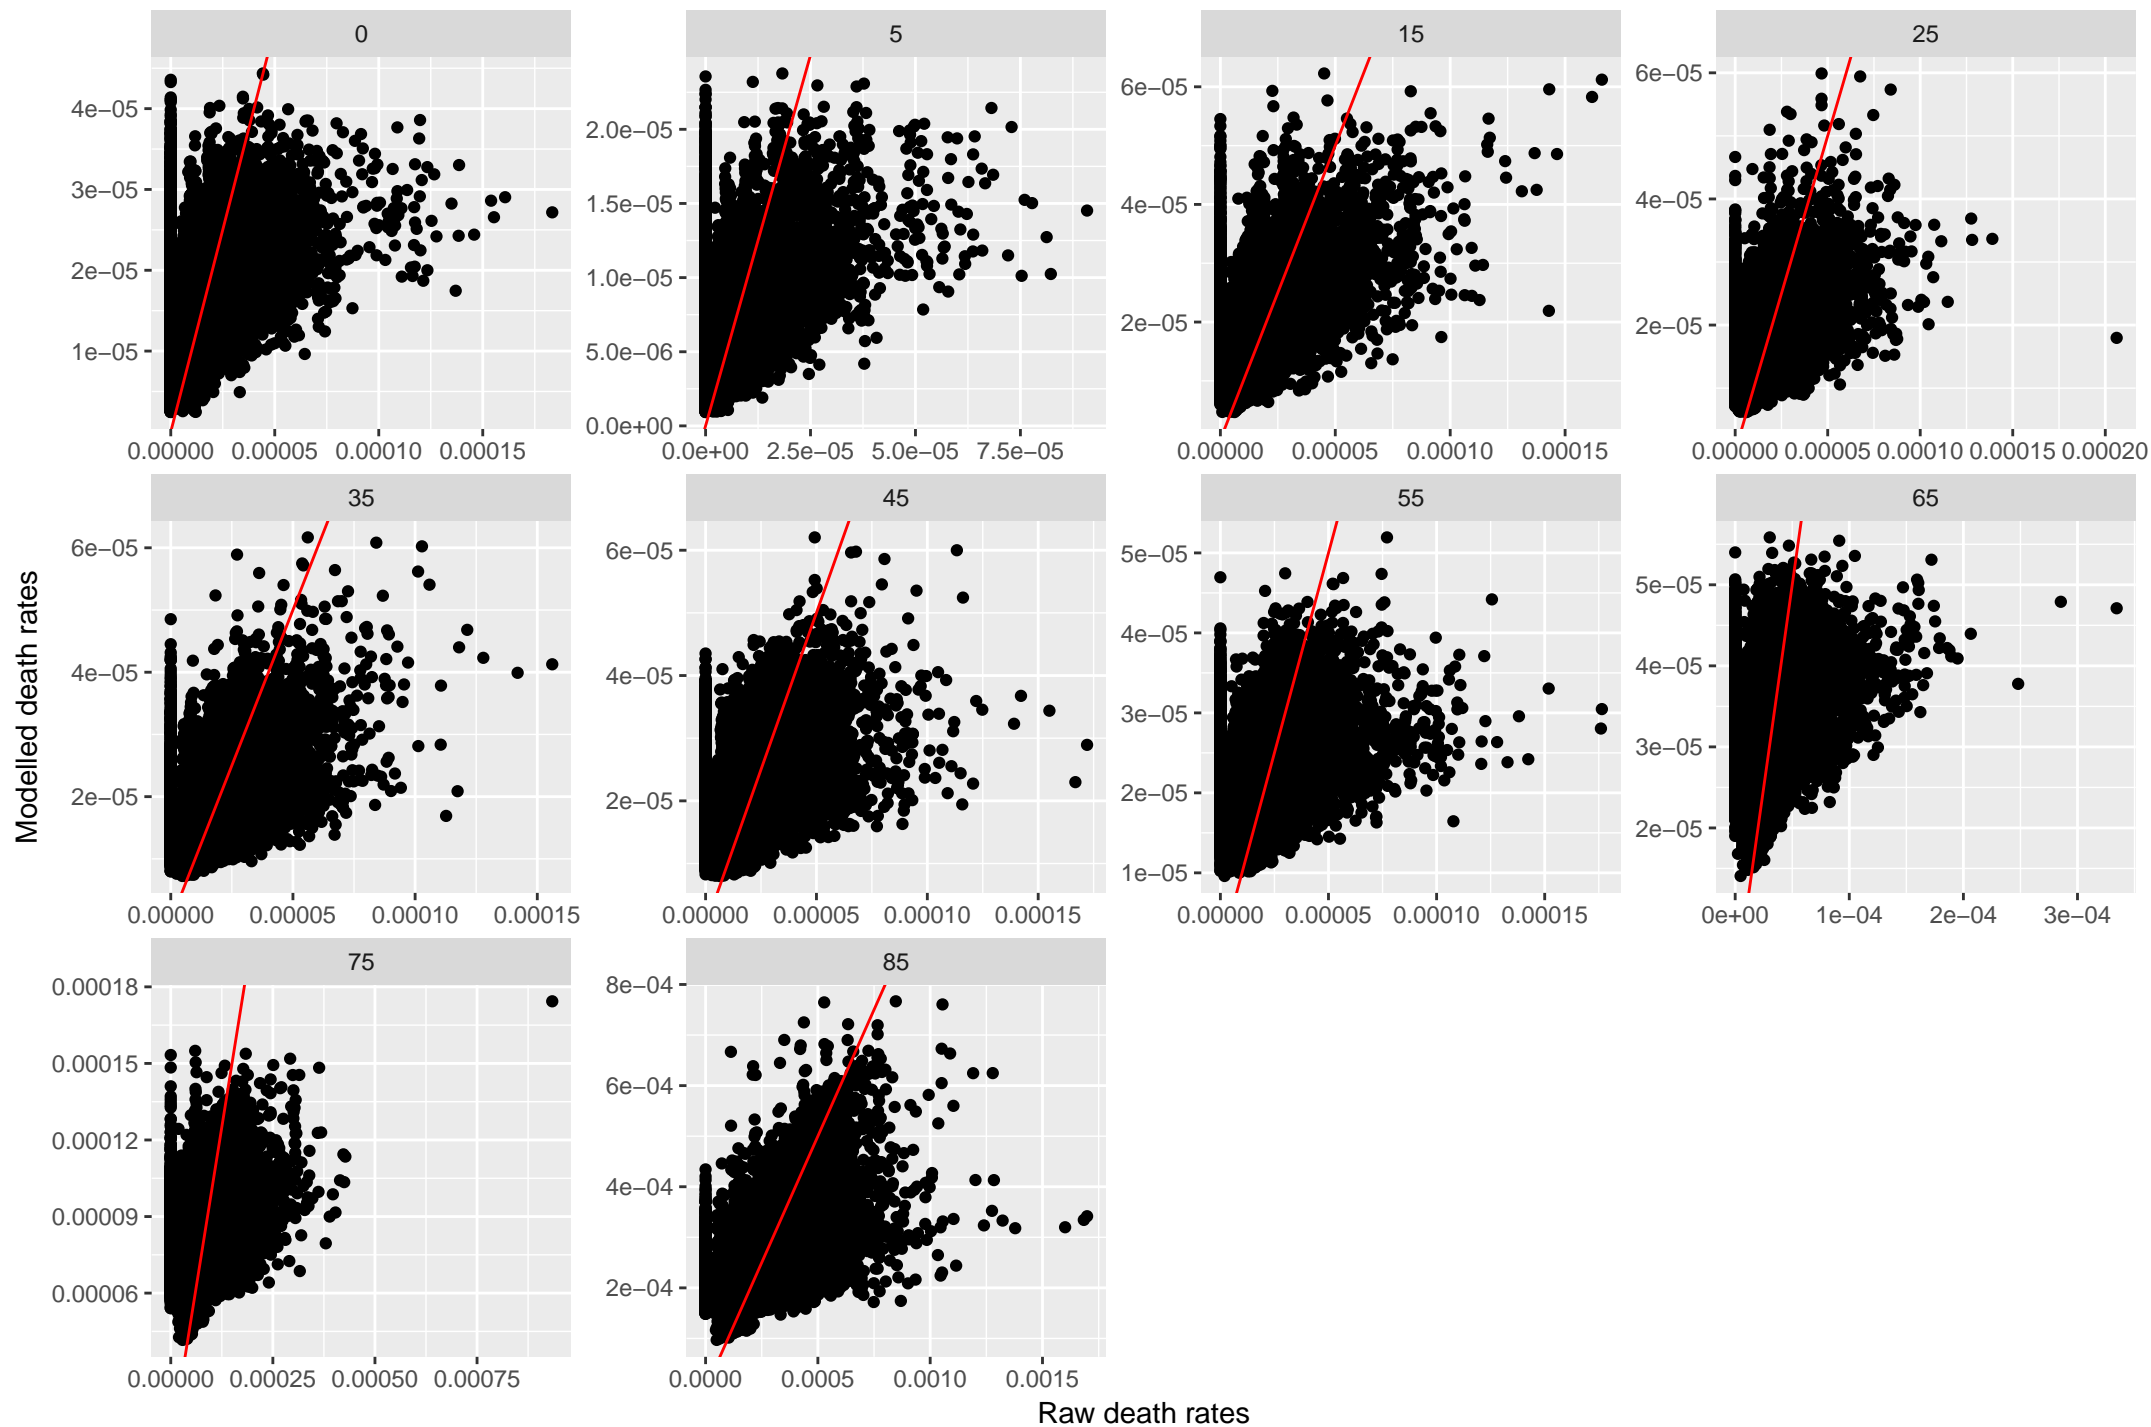 0 5 15 25
4e−05 3e−05 2e−05 1e−05
2.0e−05 1.5e−05 1.0e−05 5.0e−06 0.0e+00
6e−05 4e−05 2e−05
6e−05 4e−05 2e−05
0.00000 0.00005 0.00010 0.00015
0.0e+00 2.5e−05 5.0e−05 7.5e−05
0.00000 0.00005 0.00010 0.00015
0.00000 0.00005 0.00010 0.00015 0.00020
35 45 55 65
6e−05 4e−05 2e−05
6e−05 4e−05 2e−05
5e−05 4e−05 3e−05 2e−05 1e−05
5e−05 4e−05 3e−05 2e−05
0.00000 0.00005 0.00010 0.00015
0.00000 0.00005 0.00010 0.00015
0.00000 0.00005 0.00010 0.00015
0e+00 1e−04 2e−04 3e−04
75 85
0.00018 0.00015 0.00012 0.00009 0.00006
8e−04 6e−04 4e−04 2e−04
0.00000 0.00025 0.00050 0.00075
0.0000 0.0005 0.0010 0.0015
Modelled death rates
Raw death rates